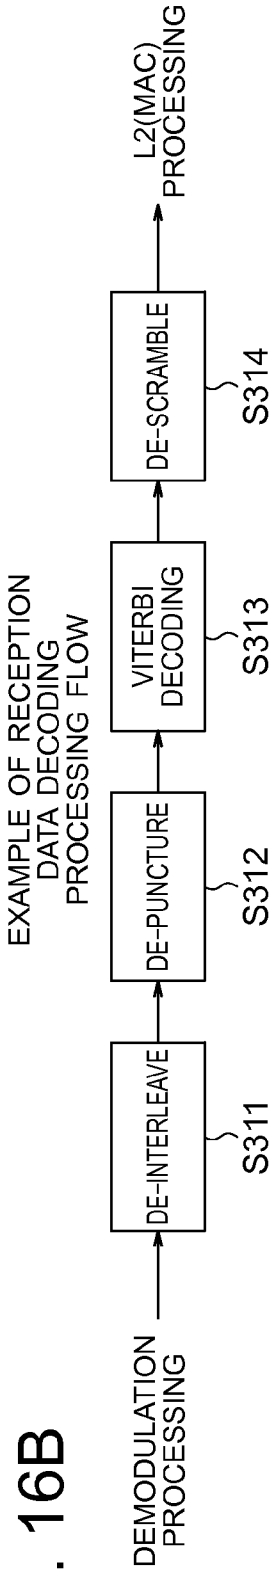 . 16B
EXAMPLE OF RECEPTION
DATA DECODING
PROCESSING FLOW
DEMODULATION
PROCESSING
DE-INTERLEAVE
S311
DE-PUNCTURE
S312
VITERBI
DECODING
S313
DE-SCRAMBLE
S314
L2(MAC)
PROCESSING